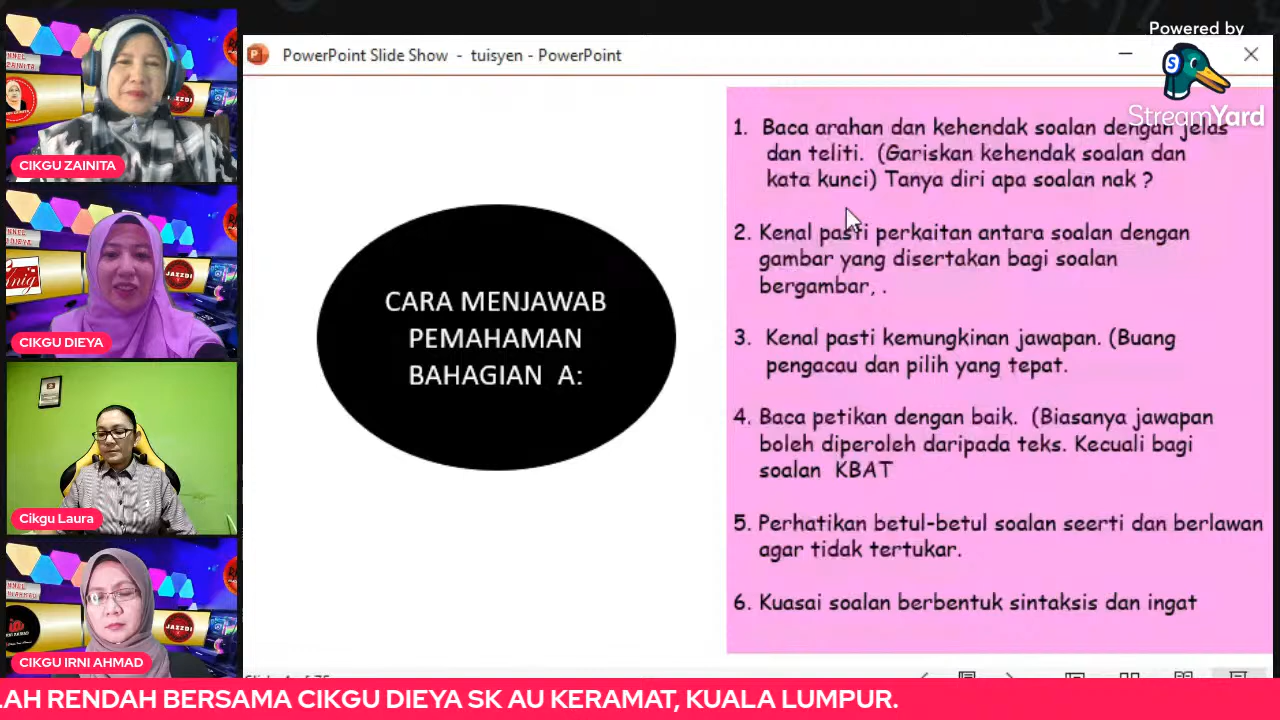 Powered by
StreamYard
PowerPoint Slide Show - tuisyen - PowerPoint
CIKGU ZAINITA
CIKGU DIEYA
Cikgu Laura
CIKGU IRNI AHMAD
JAZZDI
JAZZDI
JAZZDI
CARA MENJAWAB
PEMAHAMAN
BAHAGIAN A:
1. Baca arahan dan kehendak soalan dengan jelas
dan teliti. (Gariskan kehendak soalan dan
kata kunci) Tanya diri apa soalan nak ?
2. Kenal pasti perkaitan antara soalan dengan
gambar yang disertakan bagi soalan
bergambar, .
3. Kenal pasti kemungkinan jawapan. (Buang
pengacau dan pilih yang tepat.
4. Baca petikan dengan baik. (Biasanya jawapan
boleh diperoleh daripada teks. Kecuali bagi
soalan KBAT
5. Perhatikan betul-betul soalan seerti dan berlawan
agar tidak tertukar.
6. Kuasai soalan berbentuk sintaksis dan ingat
LAH RENDAH BERSAMA CIKGU DIEYA SK AU KERAMAT, KUALA LUMPUR.